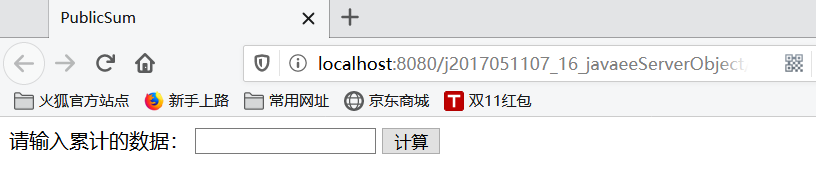 PublicSum
localhost:8080/j2017051107_16_javaeeServerObject/
火狐官方站点 新手上路 常用网址 京东商城 T 双11红包
请输入累计的数据： 计算